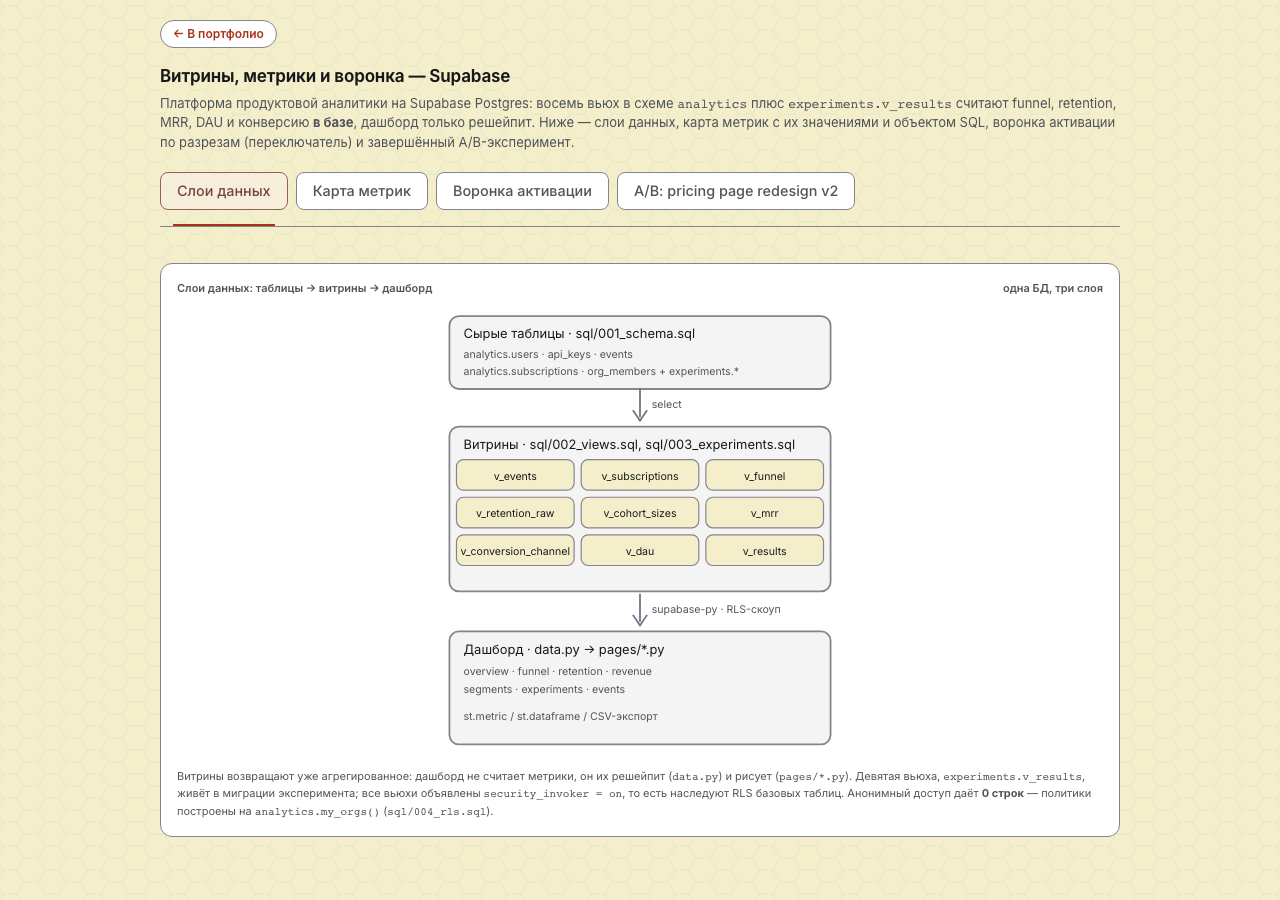 ← В портфолио
Витрины, метрики и воронка — Supabase
Платформа продуктовой аналитики на Supabase Postgres: восемь вьюх в схеме analytics плюс experiments.v_results считают funnel, retention,
MRR, DAU и конверсию в базе, дашборд только решейпит. Ниже — слои данных, карта метрик с их значениями и объектом SQL, воронка активации
по разрезам (переключатель) и завершённый A/B-эксперимент.
Слои данных
Карта метрик
Воронка активации
A/B: pricing page redesign v2
Слои данных: таблицы → витрины → дашборд
одна БД, три слоя
Сырые таблицы · sql/001_schema.sql
analytics.users · api_keys · events
analytics.subscriptions · org_members + experiments.*
select
Витрины · sql/002_views.sql, sql/003_experiments.sql
v_events
v_subscriptions
v_funnel
v_retention_raw
v_cohort_sizes
v_mrr
v_conversion_channel
v_dau
v_results
supabase-py · RLS-скоуп
Дашборд · data.py → pages/*.py
overview · funnel · retention · revenue
segments · experiments · events
st.metric / st.dataframe / CSV-экспорт
Витрины возвращают уже агрегированное: дашборд не считает метрики, он их решейпит (data.py) и рисует (pages/*.py). Девятая вьюха, experiments.v_results,
живёт в миграции эксперимента; все вьюхи объявлены security_invoker = on, то есть наследуют RLS базовых таблиц. Анонимный доступ даёт 0 строк — политики
построены на analytics.my_orgs() (sql/004_rls.sql).